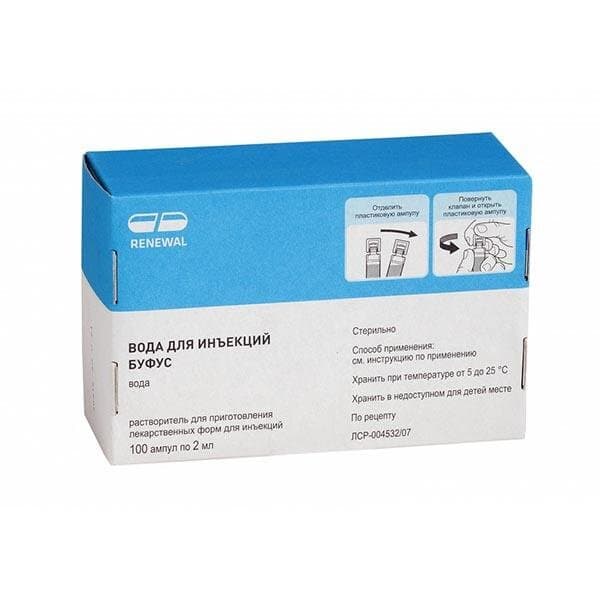 RENEWAL
Отделить
пластиковую ампулу
Повернуть
клапан и открыть
пластиковую ампулу
ВОДА ДЛЯ ИНЪЕКЦИЙ
БУФУС
вода
растворитель для приготовления
лекарственных форм для инъекций
100 ампул по 2 мл
Стерильно
Способ применения:
см. инструкцию по применению
Хранить при температуре от 5 до 25 °C
Хранить в недоступном для детей месте
По рецепту
ЛСР-004532/07